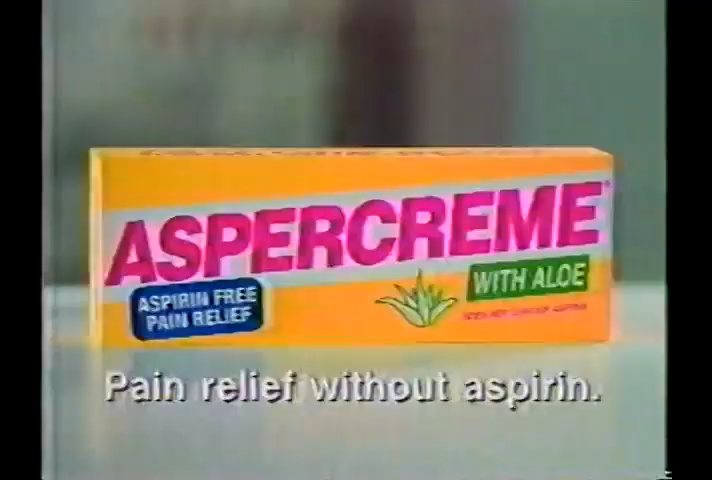 ASPERCREME®
WITH ALOE
ASPIRIN FREE
PAIN RELIEF
Pain relief without aspirin.